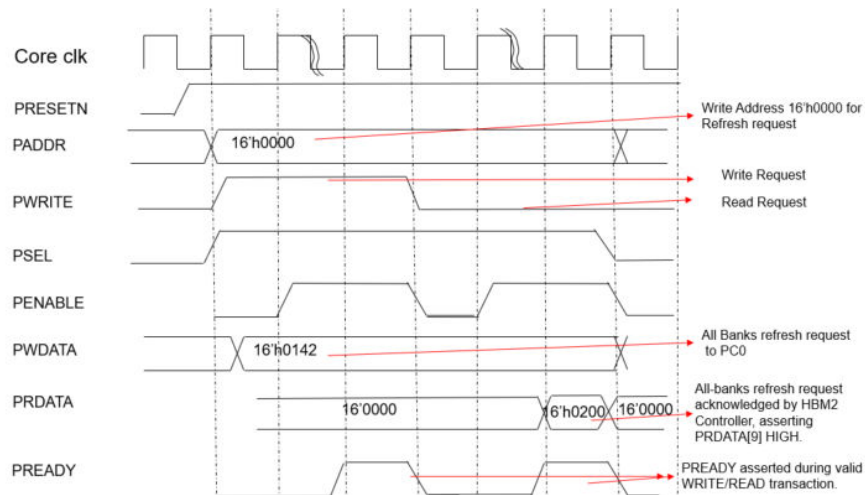 Core clk
PRESETN
Write Address 16'h0000 for
Refresh request
PADDR
16'h0000
Write Request
PWRITE
Read Request
PSEL
PENABLE
All Banks refresh request
to PC0
PWDATA
16'h0142
All-banks refresh request
acknowledged by HBM2
Controller, asserting
PRDATA[9] HIGH.
PRDATA
16'0000
16'h0200
16'0000
PREADY
PREADY asserted during valid
WRITE/READ transaction.